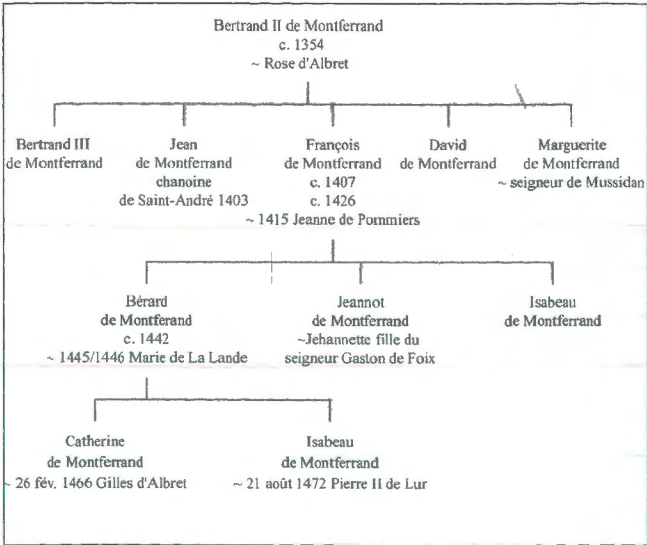 Bertrand II de Montferrand
c. 1354
~ Rose d'Albret
Bertrand III
de Montferrand
Jean
de Montferrand
chanoine
de Saint-André 1403
François
de Montferrand
c. 1407
c. 1426
~ 1415 Jeanne de Pommiers
David
de Montferrand
Marguerite
de Montferrand
~ seigneur de Mussidan
Bérard
de Montferand
c. 1442
~ 1445/1446 Marie de La Lande
Jeannot
de Montferrand
~Jehannette fille du
seigneur Gaston de Foix
Isabeau
de Montferrand
Catherine
de Montferrand
~ 26 fév. 1466 Gilles d'Albret
Isabeau
de Montferrand
~ 21 août 1472 Pierre II de Lur